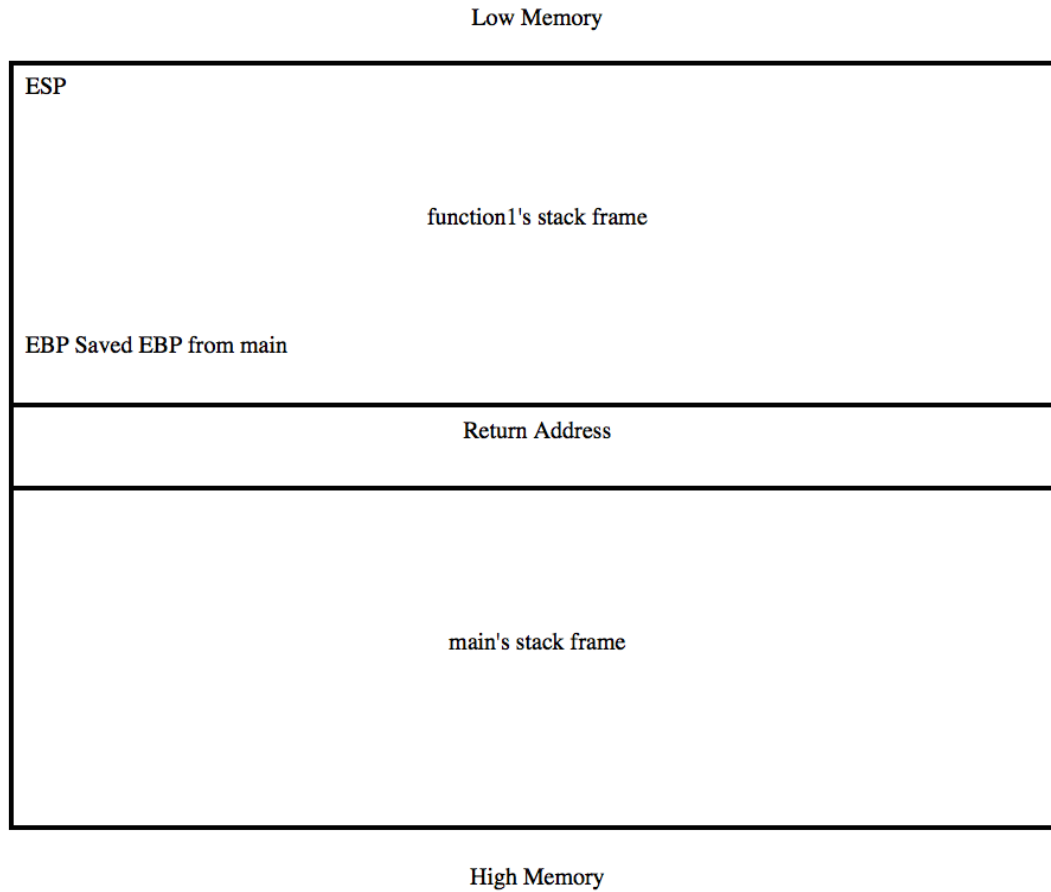 Low Memory
ESP
function1's stack frame
EBP Saved EBP from main
Return Address
main's stack frame
High Memory